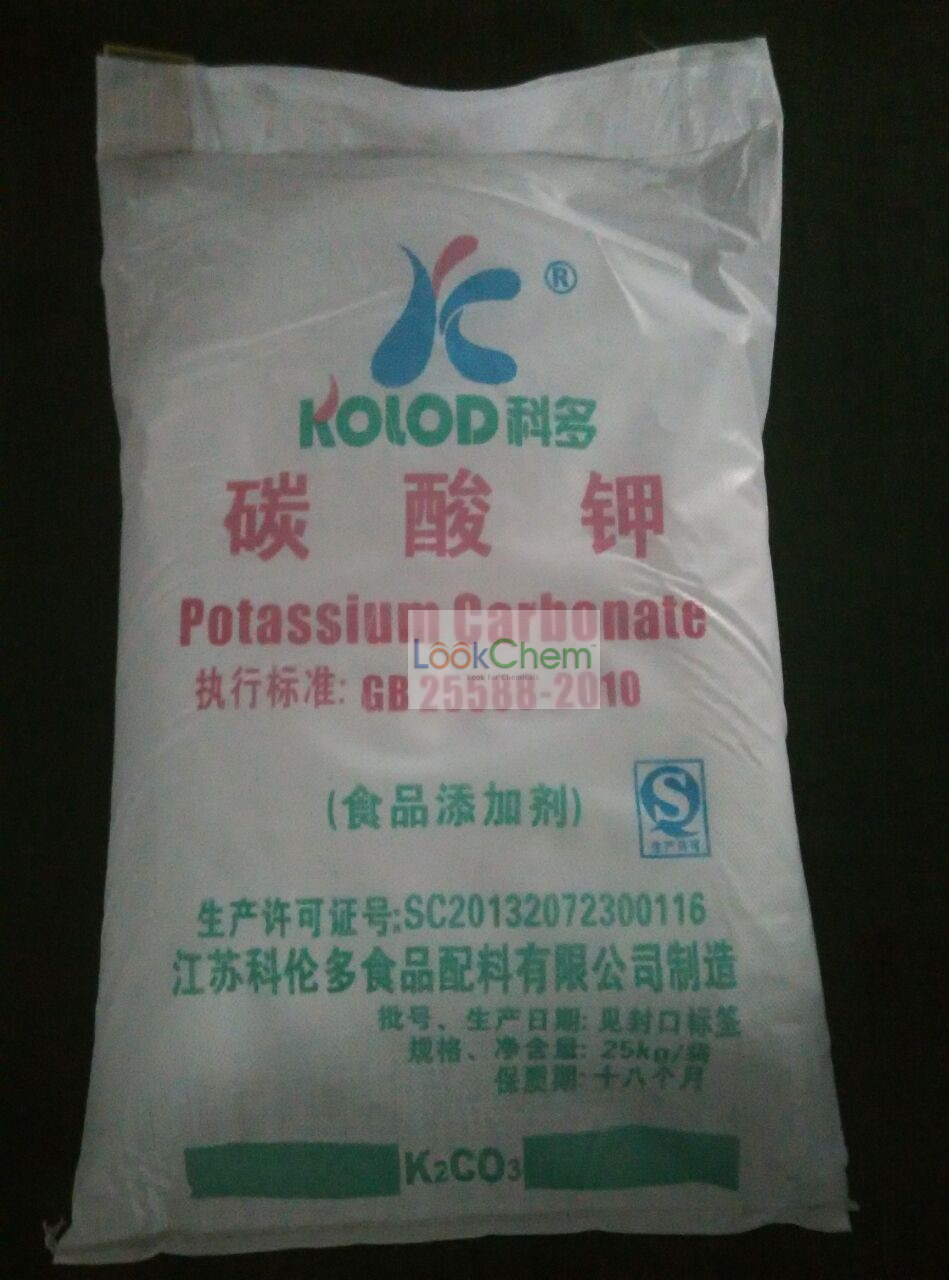 ®
KOLOD科多
碳酸钾
Potassium Carbonate
LookChem™
Look for Chemicals
执行标准: GB 25588-2010
(食品添加剂)
S
生产许可
生产许可证号:SC20132072300116
江苏科伦多食品配料有限公司制造
批号、生产日期: 见封口标签
规格、净含量: 25kg/袋
保质期: 十八个月
K₂CO₃